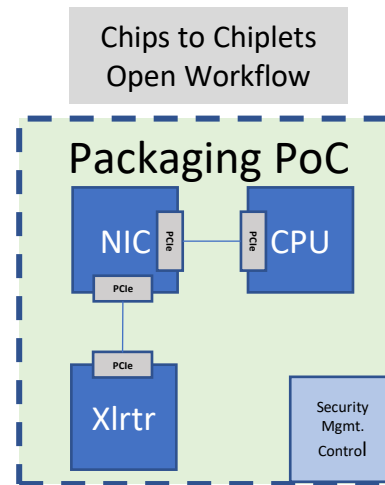 Chips to Chiplets
Open Workflow
Packaging PoC
NIC
PCIe
PCIe
CPU
PCIe
PCIe
Xlrtr
Security
Mgmt.
Control